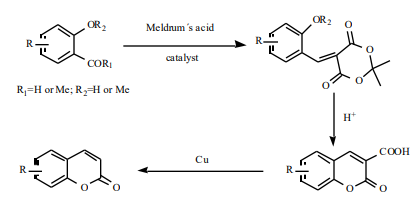 OR₂
R
COR₁
R₁=H or Me; R₂=H or Me
Meldrum´s acid
catalyst
OR₂
R
O
O
O
O
H⁺
COOH
R
O
O
Cu
R
O
O